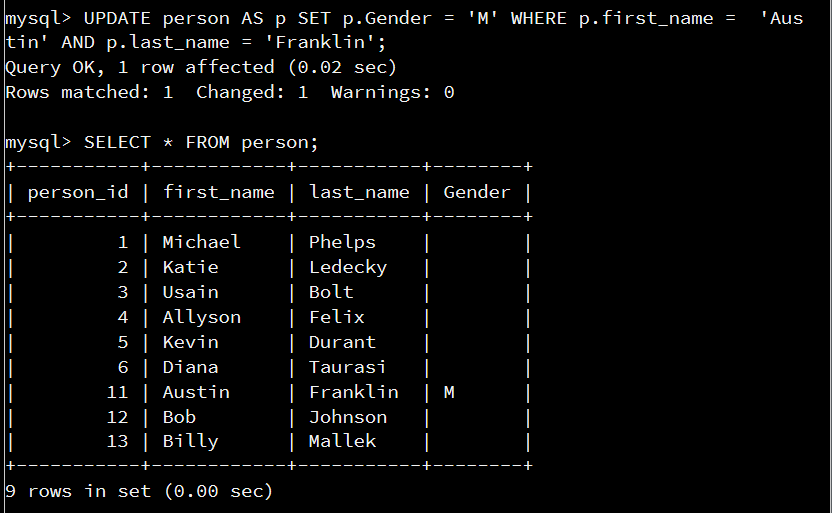 mysql> UPDATE person AS p SET p.Gender = 'M' WHERE p.first_name =  'Aus
tin' AND p.last_name = 'Franklin';
Query OK, 1 row affected (0.02 sec)
Rows matched: 1  Changed: 1  Warnings: 0

mysql> SELECT * FROM person;
+-----------+------------+-----------+--------+
| person_id | first_name | last_name | Gender |
+-----------+------------+-----------+--------+
|         1 | Michael    | Phelps    |        |
|         2 | Katie      | Ledecky   |        |
|         3 | Usain      | Bolt      |        |
|         4 | Allyson    | Felix     |        |
|         5 | Kevin      | Durant    |        |
|         6 | Diana      | Taurasi   |        |
|        11 | Austin     | Franklin  | M      |
|        12 | Bob        | Johnson   |        |
|        13 | Billy      | Mallek    |        |
+-----------+------------+-----------+--------+
9 rows in set (0.00 sec)